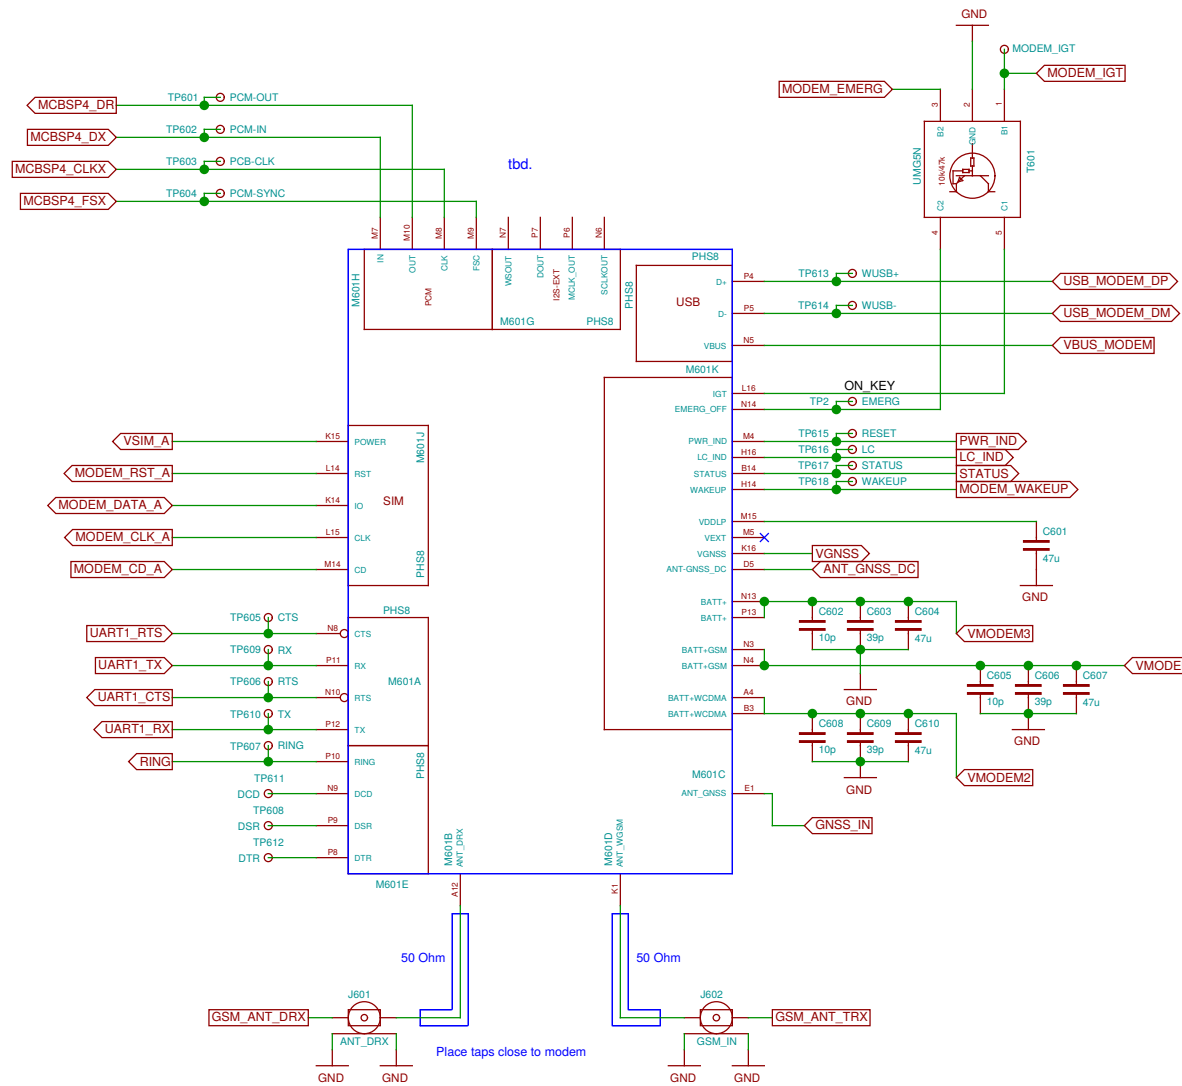 GND
MODEM_IGT
MODEM_IGT
MODEM_EMERG
3
2
1
B2
GND
B1
UMG5N
10k/47k
T601
C2
C1
4
5
MCBSP4_DR
TP601
PCM-OUT
MCBSP4_DX
TP602
PCM-IN
MCBSP4_CLKX
TP603
PCB-CLK
MCBSP4_FSX
TP604
PCM-SYNC
tbd.
M7
M10
M8
M9
N7
P7
P6
N6
M601H
IN
OUT
CLK
FSC
PCM
WSOUT
DOUT
I2S-EXT
MCLK_OUT
SCLKOUT
M601G
PHS8
PHS8
PHS8
USB
D+
P4
TP613
WUSB+
USB_MODEM_DP
D-
P5
TP614
WUSB-
USB_MODEM_DM
VBUS
N5
VBUS_MODEM
M601K
IGT
L16
ON_KEY
EMERG_OFF
N14
TP2
EMERG
PWR_IND
M4
TP615
RESET
PWR_IND
LC_IND
H16
TP616
LC
LC_IND
STATUS
B14
TP617
STATUS
STATUS
WAKEUP
H14
TP618
WAKEUP
MODEM_WAKEUP
VDDLP
M15
C601
47u
GND
VEXT
M5
VGNSS
K16
VGNSS
ANT-GNSS_DC
D5
ANT_GNSS_DC
BATT+
N13
BATT+
P13
C602
10p
C603
39p
C604
47u
VMODEM3
GND
BATT+GSM
N3
BATT+GSM
N4
VMODE
C605
10p
C606
39p
C607
47u
GND
BATT+WCDMA
A4
BATT+WCDMA
B3
C608
10p
C609
39p
C610
47u
VMODEM2
GND
M601C
ANT_GNSS
E1
GNSS_IN
VSIM_A
K15
POWER
M601J
MODEM_RST_A
L14
RST
MODEM_DATA_A
K14
IO
SIM
MODEM_CLK_A
L15
CLK
MODEM_CD_A
M14
CD
PHS8
PHS8
TP605
CTS
UART1_RTS
N8
CTS
TP609
RX
UART1_TX
P11
RX
M601A
TP606
RTS
UART1_CTS
N10
RTS
TP610
TX
UART1_RX
P12
TX
TP607
RING
RING
P10
RING
PHS8
TP611
DCD
N9
DCD
TP608
DSR
P9
DSR
TP612
DTR
P8
DTR
M601E
M601B
ANT_DRX
A12
M601D
ANT_WGSM
K1
50 Ohm
50 Ohm
J601
GSM_ANT_DRX
ANT_DRX
GND
GND
Place taps close to modem
J602
GSM_ANT_TRX
GSM_IN
GND
GND